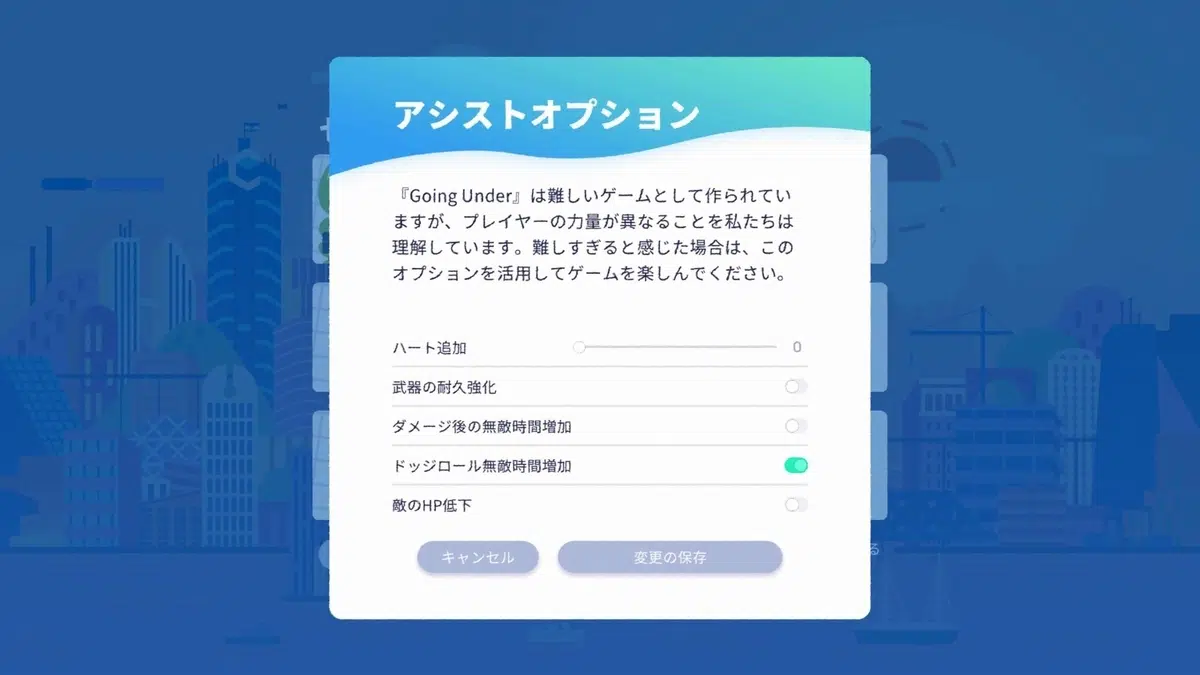 アシストオプション
『Going Under』は難しいゲームとして作られてい
ますが、プレイヤーの力量が異なることを私たちは
理解しています。難しすぎると感じた場合は、この
オプションを活用してゲームを楽しんでください。
ハート追加 0
武器の耐久強化
ダメージ後の無敵時間増加
ドッジロール無敵時間増加
敵のHP低下
キャンセル 変更の保存
る